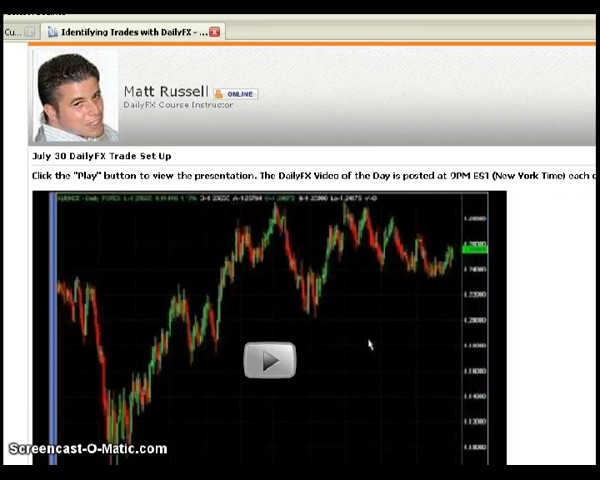 Cu...
Identifying Trades with DailyFX - ...
Matt Russell
ONLINE
DailyFX Course Instructor
July 30 DailyFX Trade Set Up
Click the "Play" button to view the presentation. The DailyFX Video of the Day is posted at 9PM EST (New York Time) each
Screencast-O-Matic.com